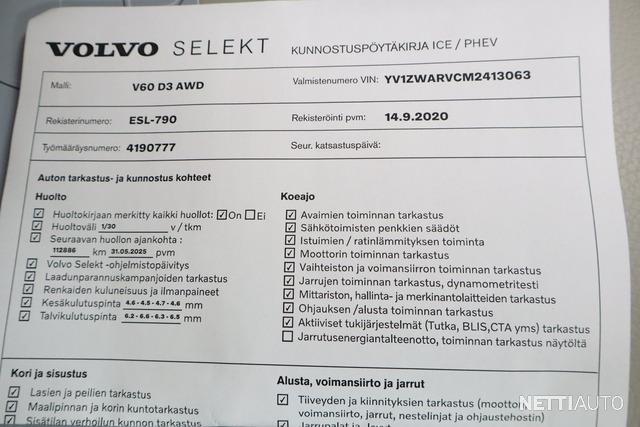 VOLVO SELEKT KUNNOSTUSPÖYTÄKIRJA ICE / PHEV
Malli: V60 D3 AWD Valmistenumero VIN: YV1ZWARVCM2413063
Rekisterinumero: ESL-790 Rekisteröinti pvm: 14.9.2020
Työmääräysnumero: 4190777 Seur. katsastuspäivä:
Auton tarkastus- ja kunnostus kohteet
Huolto
Huoltokirjaan merkitty kaikki huollot: On Ei
Huoltoväli 1/30 v / tkm
Seuraavan huollon ajankohta :
112886 km 31.05.2025 pvm
Volvo Selekt -ohjelmistopäivitys
Laadunparannuskampanjoiden tarkastus
Renkaiden kuluneisuus ja ilmanpaineet
Kesäkulutuspinta 4.6 - 4.5 - 4.7 - 4.6 mm
Talvikulutuspinta 6.2 - 6.6 - 6.3 - 6.5 mm
Koeajo
Avaimien toiminnan tarkastus
Sähkötoimisten penkkien säädöt
Istuimien / ratinlämmityksen toiminta
Moottorin toiminnan tarkastus
Vaihteiston ja voimansiirron toiminnan tarkastus
Jarrujen toiminnan tarkastus, dynamometritesti
Mittariston, hallinta- ja merkinantolaitteiden tarkastus
Ohjauksen /alusta toiminnan tarkastus
Aktiiviset tukijärjestelmät (Tutka, BLIS,CTA yms) tarkastus
Jarrutusenergiantalteenotto, toiminnan tarkastus näytöltä
Kori ja sisustus
Lasien ja peilien tarkastus
Maalipinnan ja korin kuntotarkastus
Sisätilan verhoilun kunnon tarkastus
Alusta, voimansiirto ja jarrut
Tiiveyden ja kiinnityksien tarkastus (moottori
voimansiirto, jarrut, nestelinjat ja ohjaustehostin)
NETTIAUTO